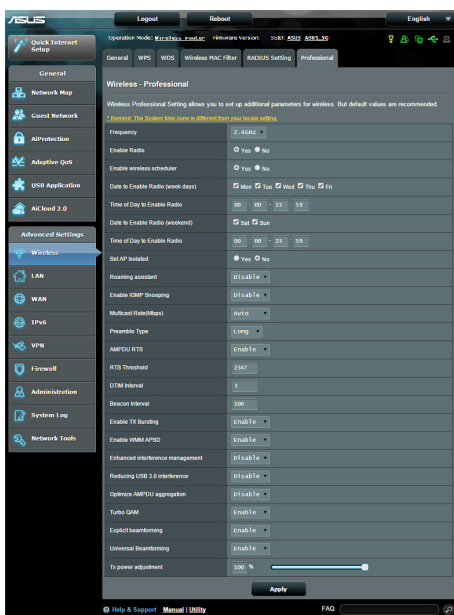 ASUS
Logout
Reboot
English
Quick Internet Setup
Operation Mode: Wireless router Firmware Version: SSID: ASUS ASUS_5G
General WPS WDS Wireless MAC Filter RADIUS Setting Professional
General
Network Map
Guest Network
AiProtection
Adaptive QoS
USB Application
AiCloud 2.0
Advanced Settings
Wireless
LAN
WAN
IPv6
VPN
Firewall
Administration
System Log
Network Tools
Wireless - Professional
Wireless Professional Setting allows you to set up additional parameters for wireless. But default values are recommended.
* Remind: The System time zone is different from your locale setting.
Frequency 2.4GHz
Enable Radio Yes No
Enable wireless scheduler Yes No
Date to Enable Radio (week days) Mon Tue Wed Thu Fri
Time of Day to Enable Radio 00 : 00 - 23 : 59
Date to Enable Radio (weekend) Sat Sun
Time of Day to Enable Radio 00 : 00 - 23 : 59
Set AP Isolated Yes No
Roaming assistant Disable
Enable IGMP Snooping Disable
Multicast Rate(Mbps) Auto
Preamble Type Long
AMPDU RTS Enable
RTS Threshold 2347
DTIM Interval 3
Beacon Interval 100
Enable TX Bursting Enable
Enable WMM APSD Enable
Enhanced interference management Disable
Reducing USB 3.0 interference Disable
Optimize AMPDU aggregation Disable
Turbo QAM Enable
Explicit beamforming Enable
Universal Beamforming Enable
Tx power adjustment 100 %
Apply
Help & Support Manual | Utility FAQ